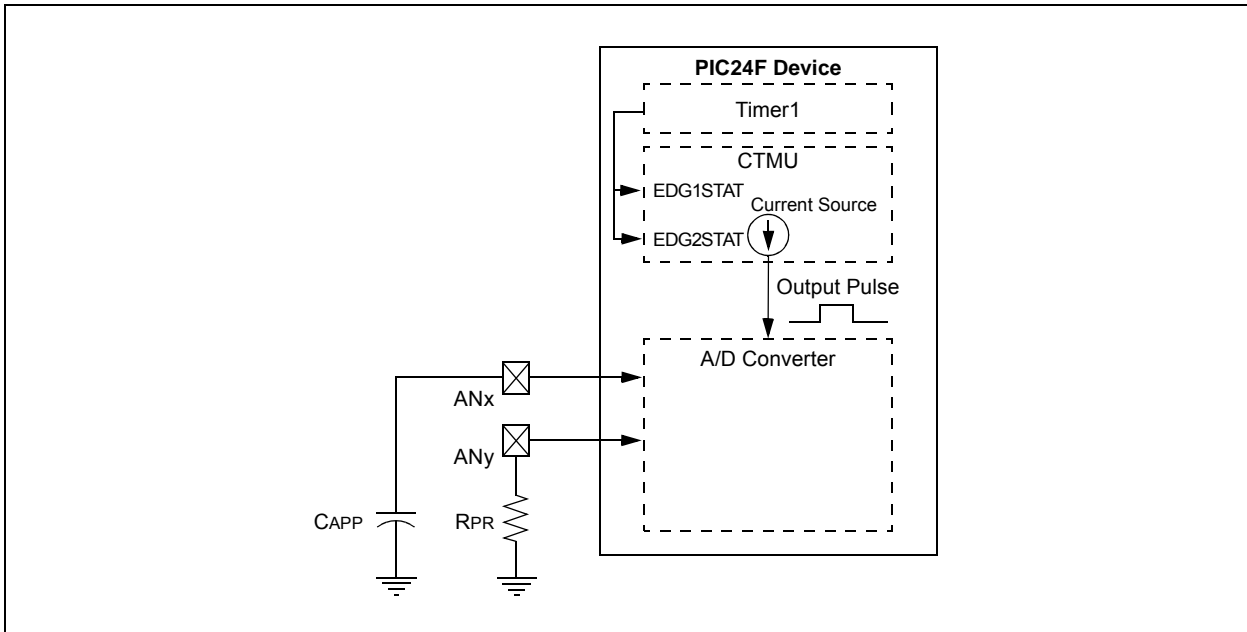 PIC24F Device
Timer1
CTMU
EDG1STAT
Current Source
EDG2STAT
Output Pulse
A/D Converter
ANx
ANy
CAPP
RPR